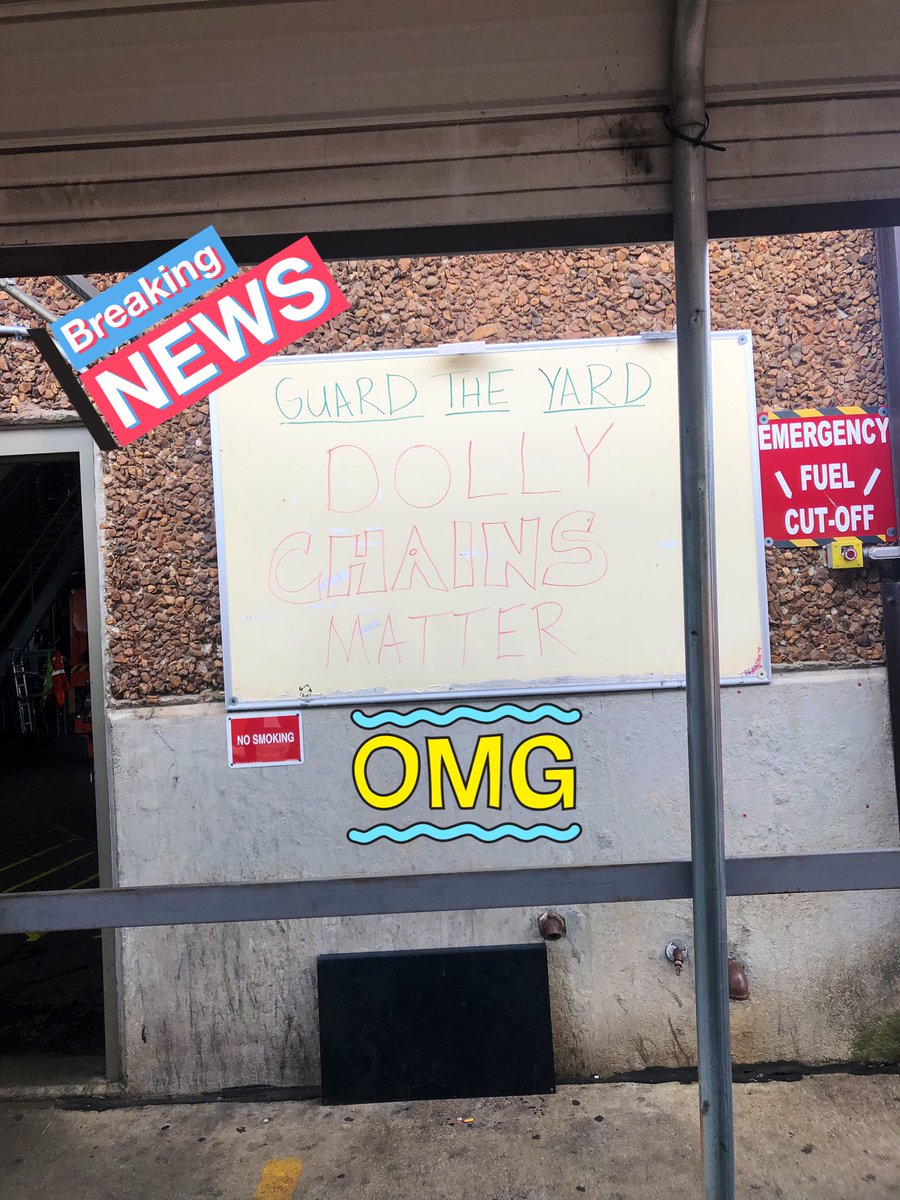 Breaking
NEWS
GUARD THE YARD
DOLLY
CHAINS
MATTER
EMERGENCY
FUEL
CUT-OFF
NO SMOKING
OMG